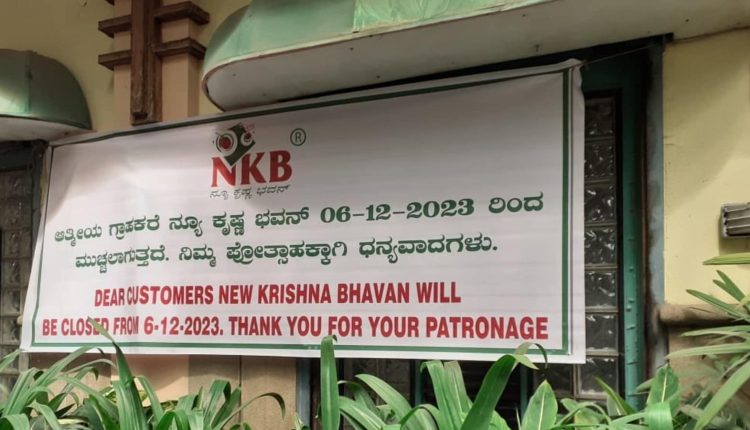 NKB ®
ನ್ಯೂ ಕೃಷ್ಣ ಭವನ್
ಆತ್ಮೀಯ ಗ್ರಾಹಕರೆ ನ್ಯೂ ಕೃಷ್ಣ ಭವನ್ 06-12-2023 ರಿಂದ
ಮುಚ್ಚಲಾಗುತ್ತದೆ. ನಿಮ್ಮ ಪ್ರೋತ್ಸಾಹಕ್ಕಾಗಿ ಧನ್ಯವಾದಗಳು.
DEAR CUSTOMERS NEW KRISHNA BHAVAN WILL
BE CLOSED FROM 6-12-2023. THANK YOU FOR YOUR PATRONAGE